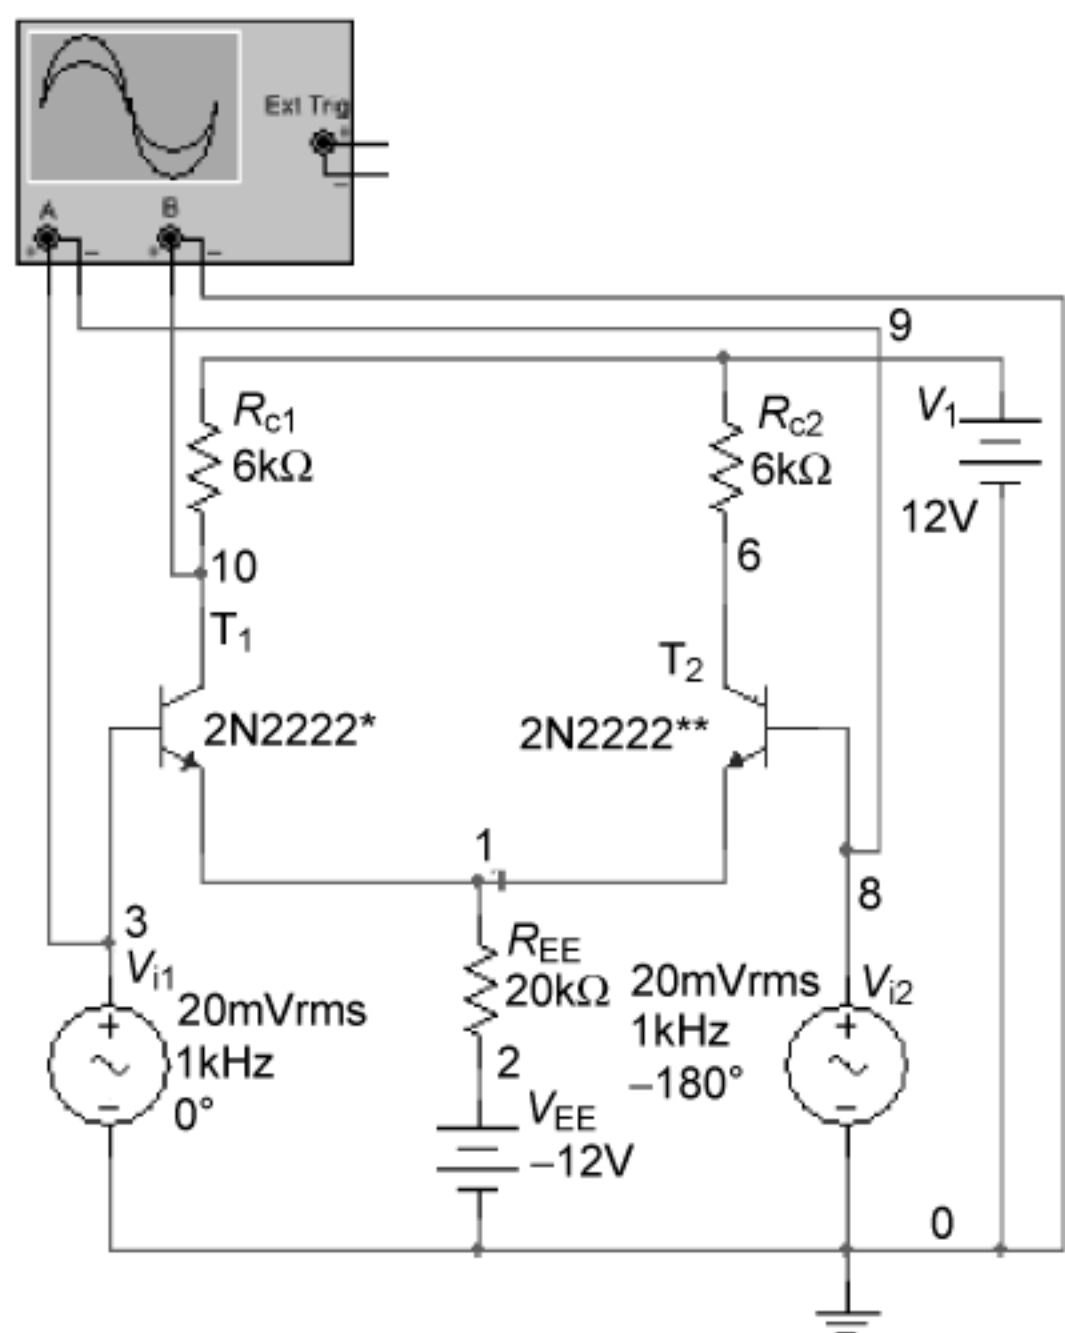 Ext Trig
+
−
A
B
+
−
+
−
9
Rc1
6kΩ
Rc2
6kΩ
V1
12V
10
6
T1
T2
2N2222*
2N2222**
1
8
3
Vi1
20mVrms
1kHz
0°
REE
20kΩ
20mVrms
1kHz
−180°
Vi2
+
−
+
−
2
VEE
−12V
0